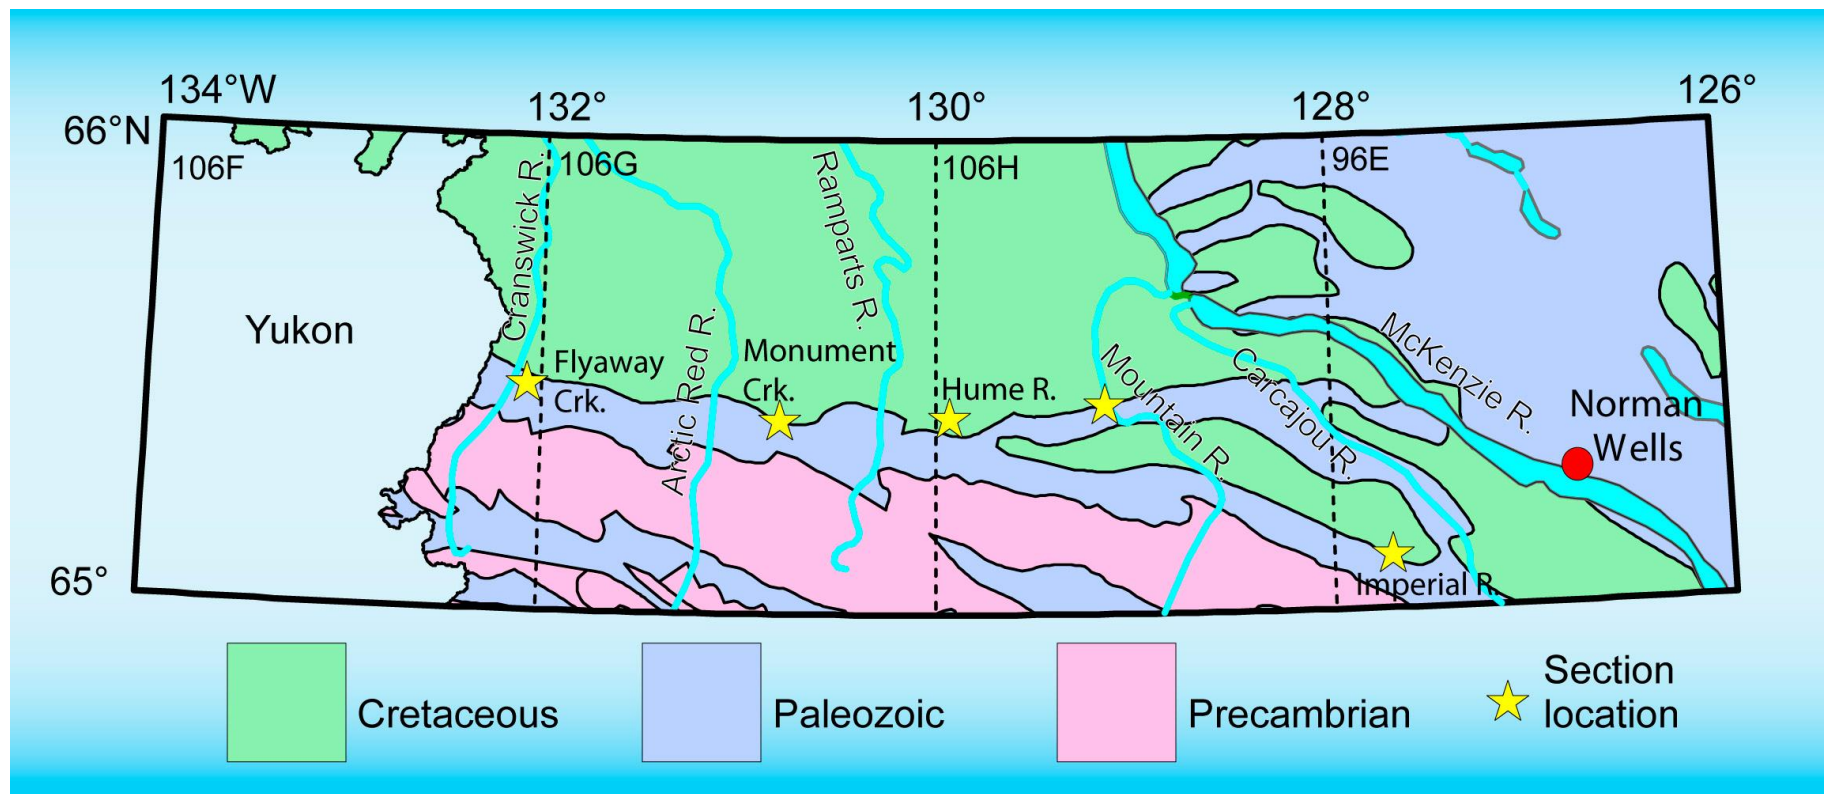 134°W
132°
130°
128°
126°
66°N
106F
106G
106H
96E
Cranswick R.
Ramparts R.
Yukon
Flyaway
Crk.
Arctic Red R.
Monument
Crk.
Hume R.
Mountain R.
Carcajou R.
McKenzie R.
Norman
Wells
Imperial R.
65°
Cretaceous
Paleozoic
Precambrian
Section
location